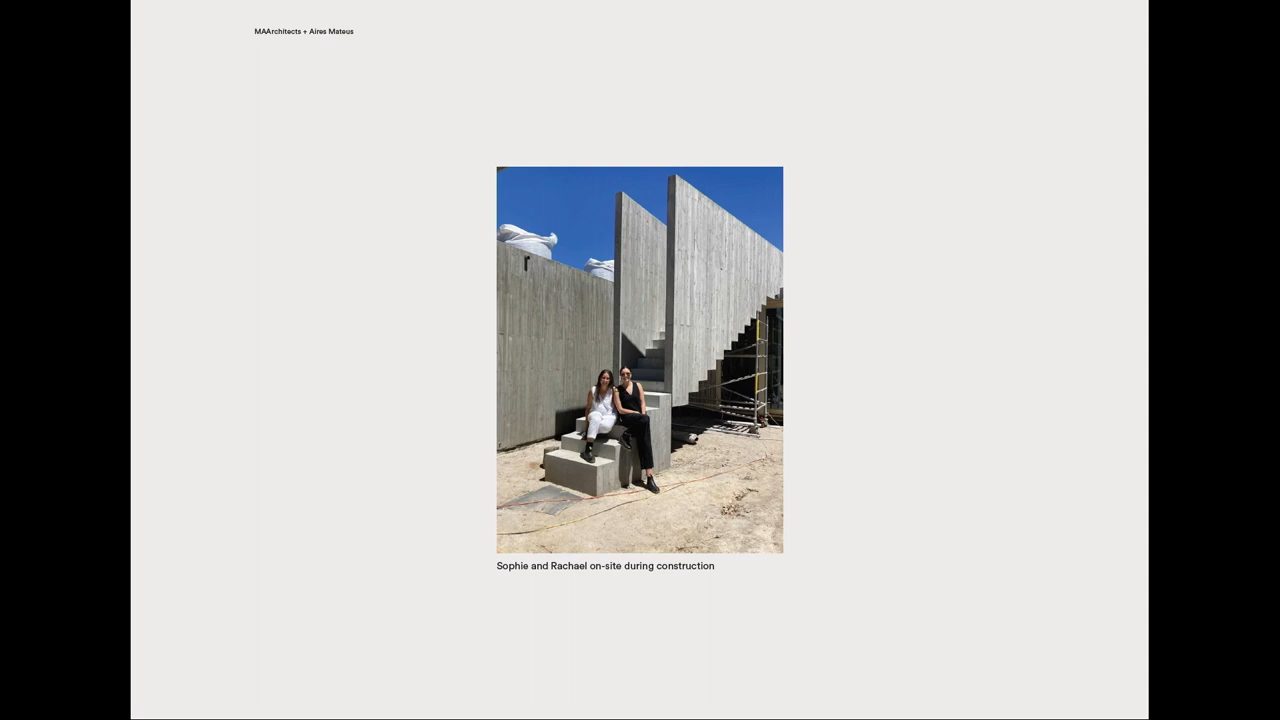 MAArchitects + Aires Mateus
Sophie and Rachael on-site during construction